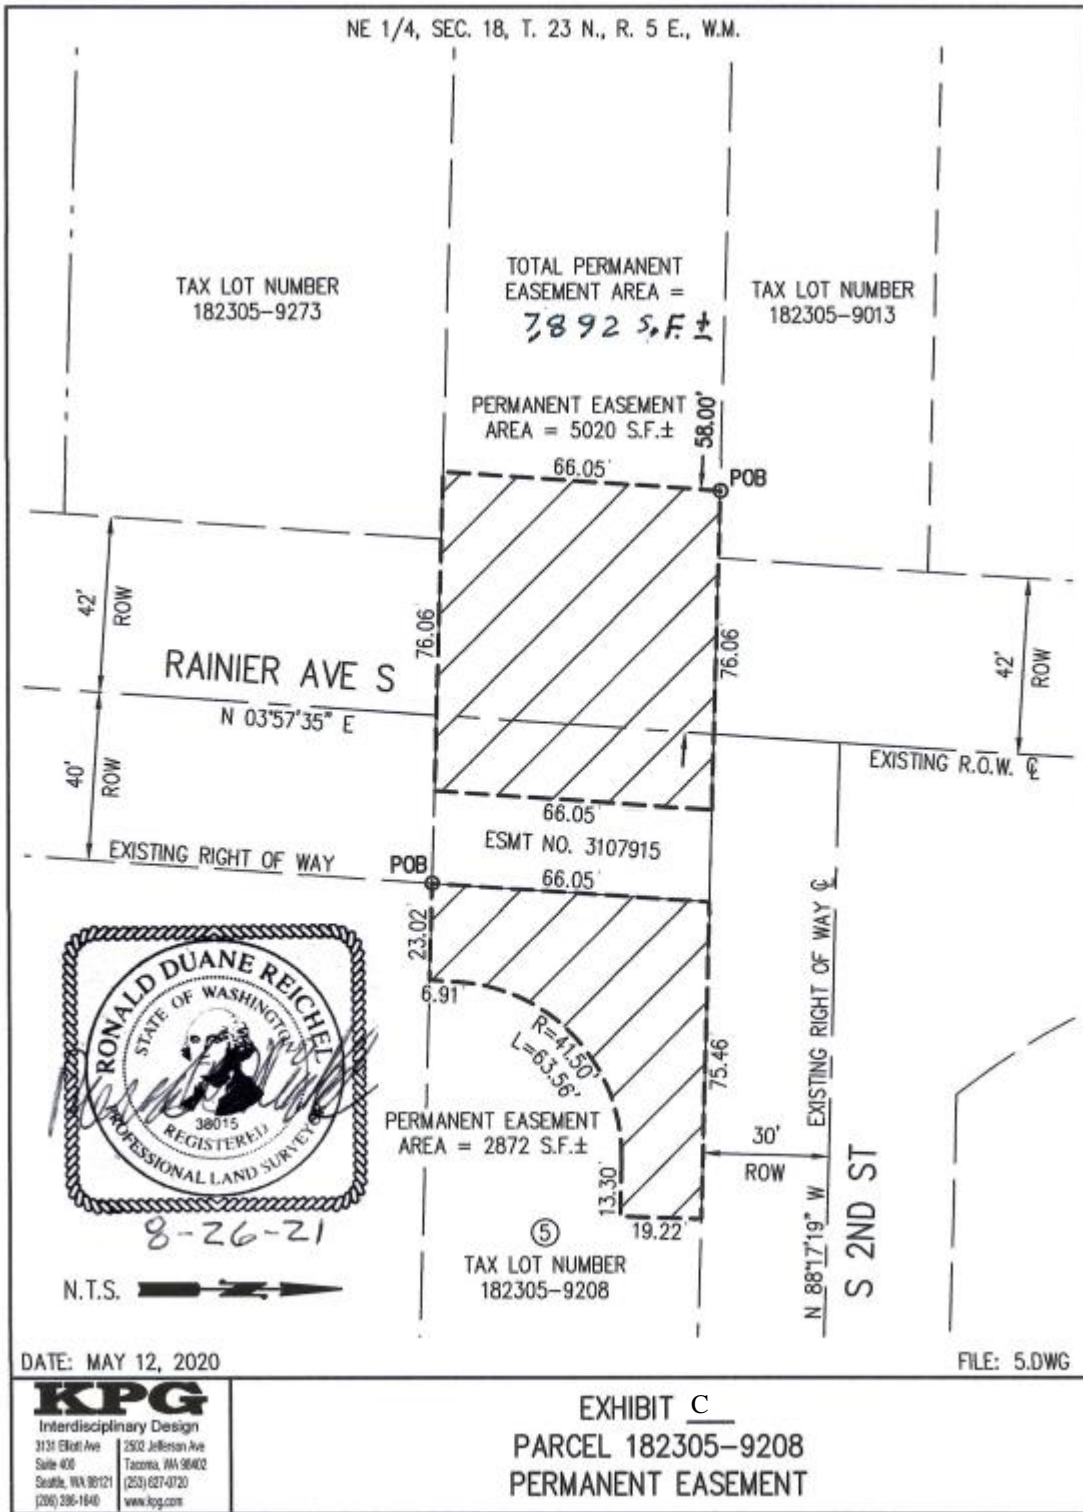 NE 1/4, SEC. 18, T. 23 N., R. 5 E., W.M.
TAX LOT NUMBER
182305-9273
TOTAL PERMANENT
EASEMENT AREA =
7,892 S.F. ±
TAX LOT NUMBER
182305-9013
PERMANENT EASEMENT
AREA = 5020 S.F.±
58.00'
66.05'
POB
42'
ROW
76.06'
76.06'
42'
ROW
RAINIER AVE S
N 03°57'35" E
EXISTING R.O.W. ℄
40'
ROW
66.05'
ESMT NO. 3107915
EXISTING RIGHT OF WAY
POB
66.05'
23.02'
6.91'
R=41.50'
L=63.56'
75.46'
EXISTING RIGHT OF WAY ℄
N 88°17'19" W
S 2ND ST
30'
ROW
PERMANENT EASEMENT
AREA = 2872 S.F.±
13.30'
19.22'
5
TAX LOT NUMBER
182305-9208
RONALD DUANE REICHEL
STATE OF WASHINGTON
38015
REGISTERED
PROFESSIONAL LAND SURVEYOR
8-26-21
N.T.S.
DATE: MAY 12, 2020
FILE: 5.DWG
KPG
Interdisciplinary Design
3131 Elliott Ave
Suite 400
Seattle, WA 98121
(206) 286-1640
2502 Jefferson Ave
Tacoma, WA 98402
(253) 627-0720
www.kpg.com
EXHIBIT C
PARCEL 182305-9208
PERMANENT EASEMENT